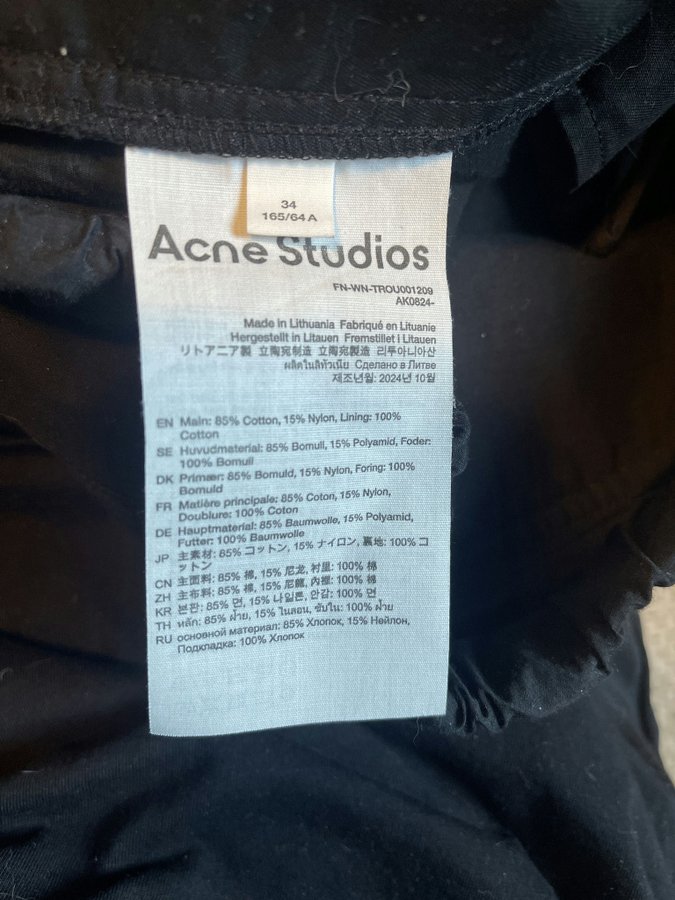 34
165/64 A
Acne Studios
FN-WN-TROU001209
AK0824-
Made in Lithuania Fabriqué en Lituanie
Hergestellt in Litauen Fremstillet i Litauen
リトアニア製 立陶宛制造 立陶宛製造 리투아니아산
ผลิตในลิทัวเนีย Сделано в Литве
제조년월: 2024년 10월
EN Main: 85% Cotton, 15% Nylon, Lining: 100%
Cotton
SE Huvudmaterial: 85% Bomull, 15% Polyamid, Foder:
100% Bomull
DK Primær: 85% Bomuld, 15% Nylon, Foring: 100%
Bomuld
FR Matière principale: 85% Coton, 15% Nylon,
Doublure: 100% Coton
DE Hauptmaterial: 85% Baumwolle, 15% Polyamid,
Futter: 100% Baumwolle
JP 主素材: 85% コットン, 15% ナイロン, 裏地: 100% コ
ットン
CN 主面料: 85% 棉, 15% 尼龙, 衬里: 100% 棉
ZH 主布料: 85% 棉, 15% 尼龍, 內裡: 100% 棉
KR 본판: 85% 면, 15% 나일론, 안감: 100% 면
TH หลัก: 85% ฝ้าย, 15% ไนลอน, ซับใน: 100% ฝ้าย
RU основной материал: 85% Хлопок, 15% Нейлон,
Подкладка: 100% Хлопок